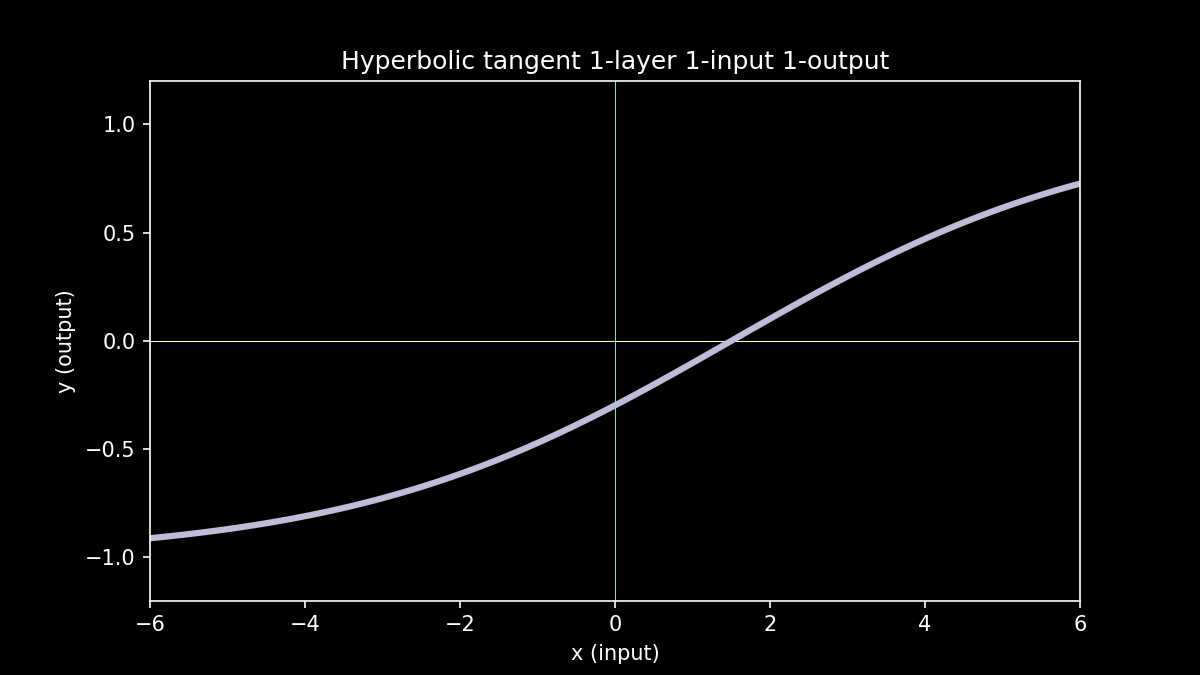 Hyperbolic tangent 1-layer 1-input 1-output
1.0
0.5
0.0
−0.5
−1.0
y (output)
−6 −4 −2 0 2 4 6
x (input)